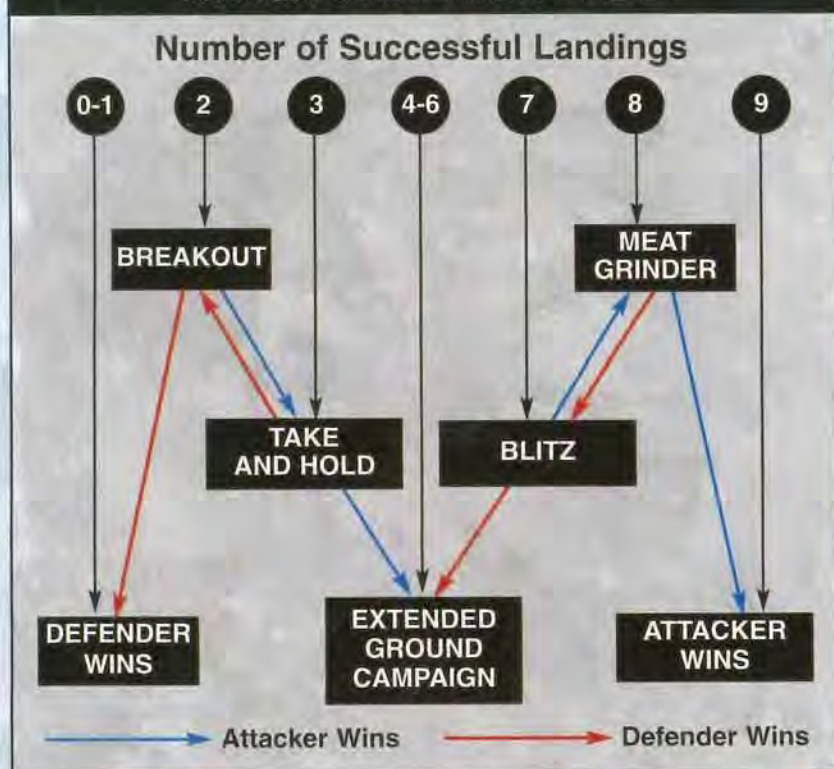 Number of Successful Landings
0-1 2 3 4-6 7 8 9
BREAKOUT
MEAT
GRINDER
TAKE
AND HOLD
BLITZ
DEFENDER
WINS
EXTENDED
GROUND
CAMPAIGN
ATTACKER
WINS
Attacker Wins
Defender Wins